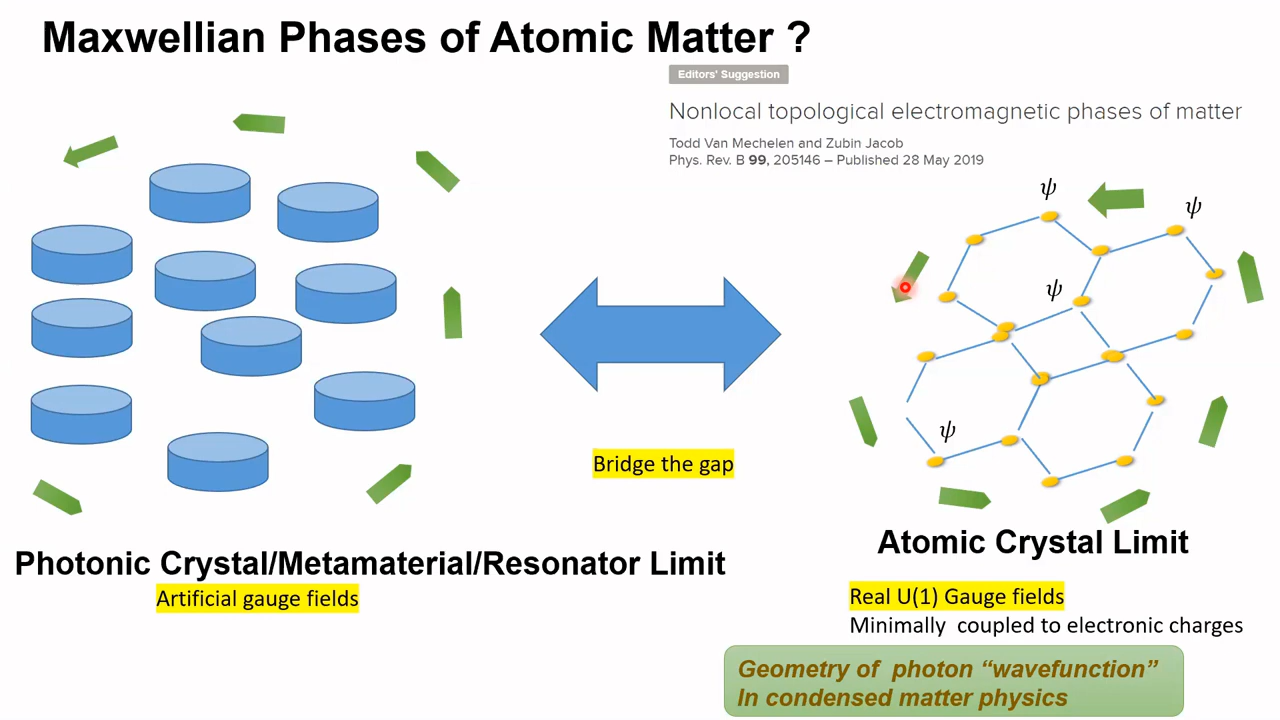 Maxwellian Phases of Atomic Matter ?
Editors' Suggestion
Nonlocal topological electromagnetic phases of matter
Todd Van Mechelen and Zubin Jacob
Phys. Rev. B 99, 205146 – Published 28 May 2019
ψ
ψ
ψ
ψ
Bridge the gap
Photonic Crystal/Metamaterial/Resonator Limit
Artificial gauge fields
Atomic Crystal Limit
Real U(1) Gauge fields
Minimally coupled to electronic charges
Geometry of photon “wavefunction”
In condensed matter physics